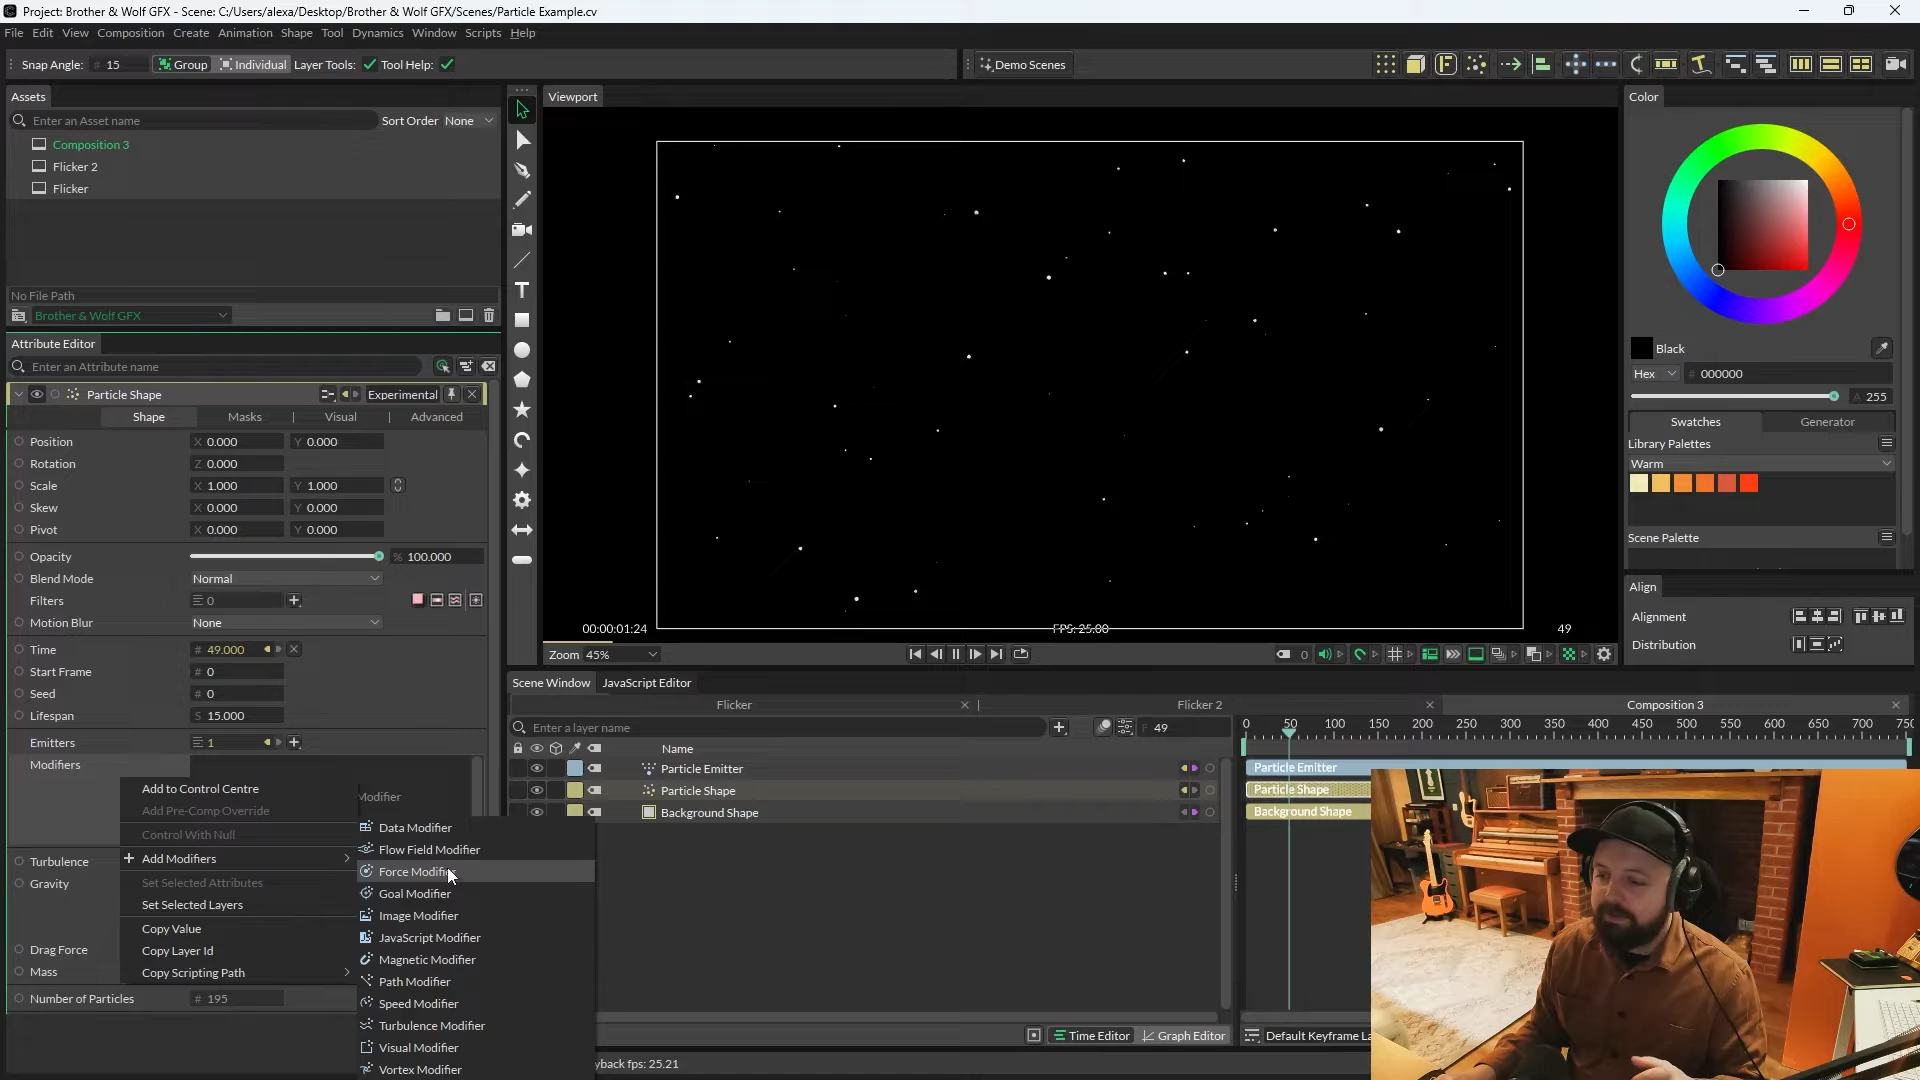 Project: Brother & Wolf GFX - Scene: C:/Users/alexa/Desktop/Brother & Wolf GFX/Scenes/Particle Example.cv
File Edit View Composition Create Animation Shape Tool Dynamics Window Scripts Help
Snap Angle: # 15 Group Individual Layer Tools: Tool Help: Demo Scenes
Assets
Enter an Asset name
Sort Order None
Composition 3
Flicker 2
Flicker
No File Path
Brother & Wolf GFX
Attribute Editor
Enter an Attribute name
Particle Shape Experimental
Shape Masks Visual Advanced
Position X 0.000 Y 0.000
Rotation Z 0.000
Scale X 1.000 Y 1.000
Skew X 0.000 Y 0.000
Pivot X 0.000 Y 0.000
Opacity % 100.000
Blend Mode Normal
Filters 0
Motion Blur None
Time # 49.000
Start Frame # 0
Seed # 0
Lifespan S 15.000
Emitters 1
Modifiers
Turbulence
Gravity
Drag Force
Mass
Number of Particles # 195
Add to Control Centre
Add Pre-Comp Override
Control With Null
Add Modifiers
Set Selected Attributes
Set Selected Layers
Copy Value
Copy Layer Id
Copy Scripting Path
Modifier
Data Modifier
Flow Field Modifier
Force Modifie
Goal Modifier
Image Modifier
JavaScript Modifier
Magnetic Modifier
Path Modifier
Speed Modifier
Turbulence Modifier
Visual Modifier
Vortex Modifier
Viewport
00:00:01:24
FPS: 25.00
49
Zoom 45%
0
Scene Window JavaScript Editor
Flicker Flicker 2 Composition 3
Enter a layer name
F 49
0 50 100 150 200 250 300 350 400 450 500 550 600 650 700 750
Name
Particle Emitter
Particle Shape
Background Shape
Particle Emitter
Particle Shape
Background Shape
Time Editor Graph Editor Default Keyframe La
yback fps: 25.21
Color
Black
Hex # 000000
A 255
Swatches Generator
Library Palettes
Warm
Scene Palette
Align
Alignment
Distribution